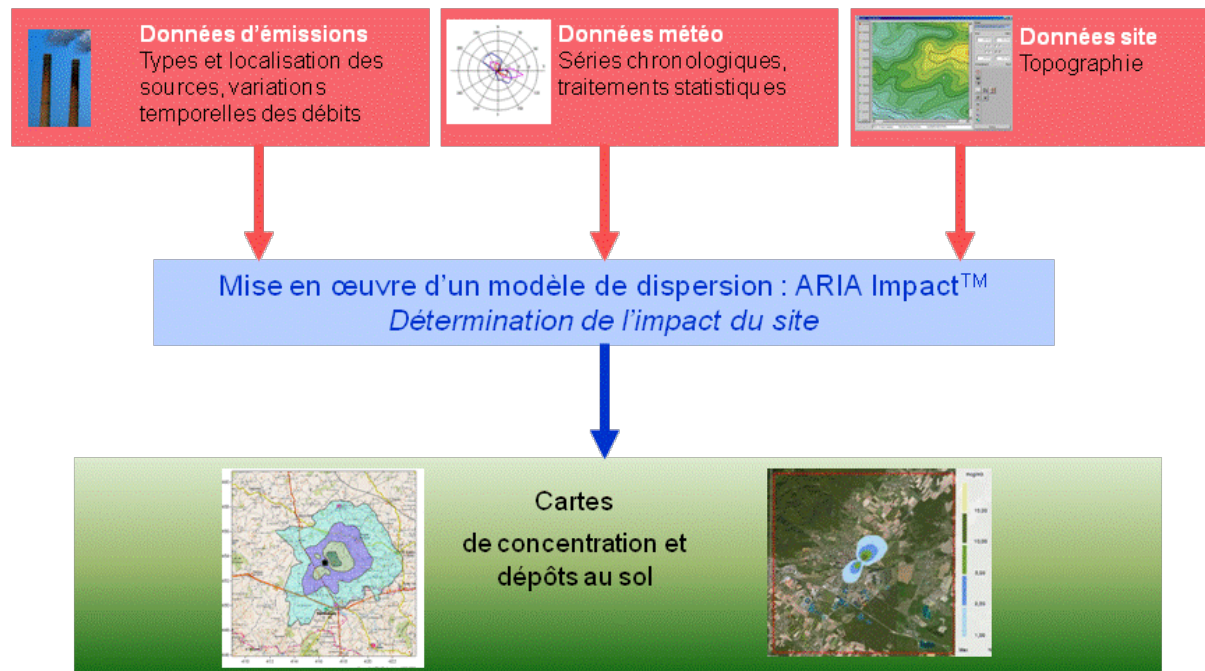 Données d'émissions
Types et localisation des
sources, variations
temporelles des débits
Données météo
Séries chronologiques,
traitements statistiques
Données site
Topographie
Mise en œuvre d'un modèle de dispersion : ARIA Impact™
Détermination de l'impact du site
Cartes
de concentration et
dépôts au sol